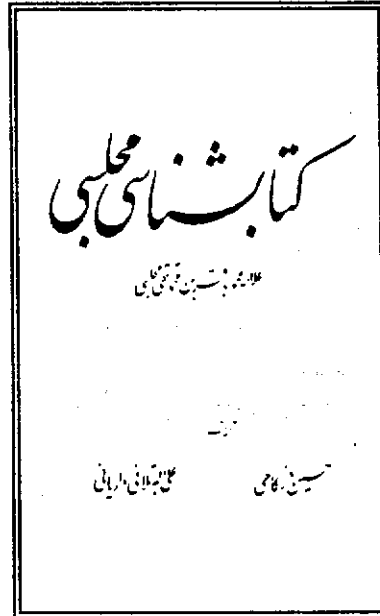 کتابشناسی مجلسی
علامه محمد باقر بن محمد تقی مجلسی
تألیف
حسین درگاهی علی اکبر تلافی داریانی